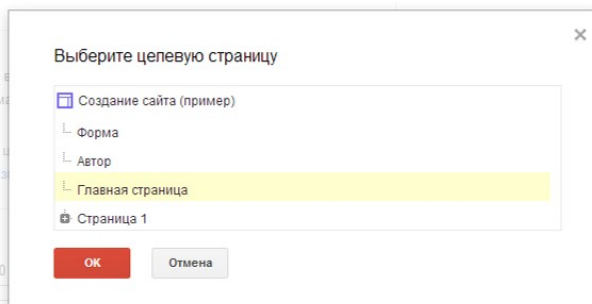 Выберите целевую страницу
Создание сайта (пример)
Форма
Автор
Главная страница
Страница 1
ОК
Отмена